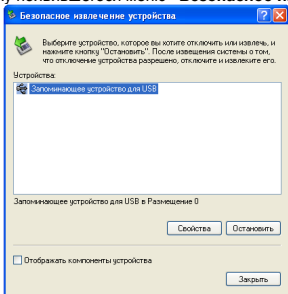 Безопасное извлечение устройства
Выберите устройство, которое вы хотите отключить или извлечь, и
нажмите кнопку "Остановить". После извещения системы о том,
что отключение устройства разрешено, отключите и извлеките его.
Устройства:
Запоминающее устройство для USB
Запоминающее устройство для USB в Размещение 0
Свойства
Остановить
Отображать компоненты устройства
Закрыть